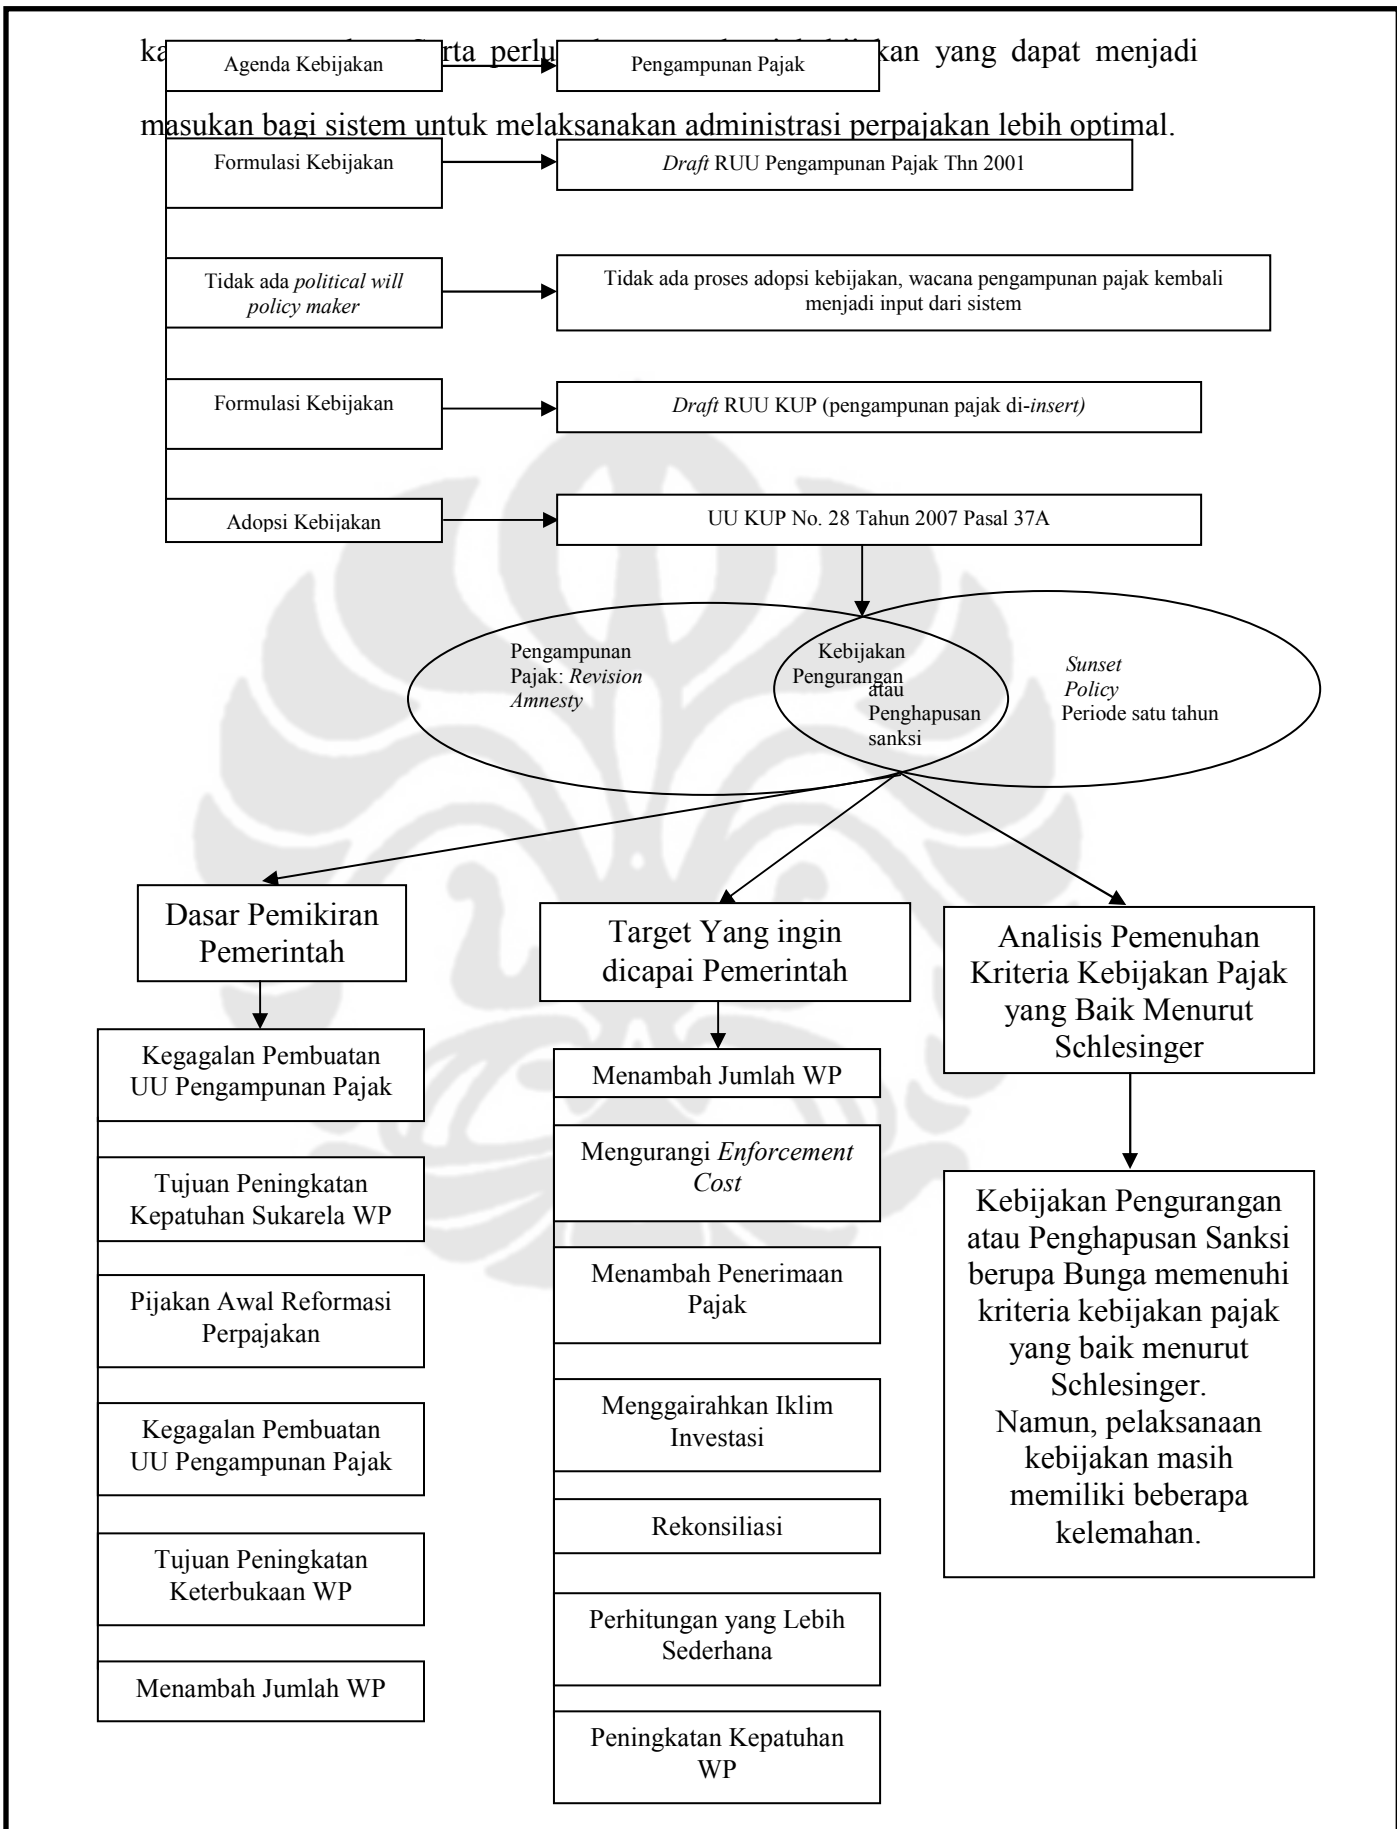 Serta perlu yang dapat menjadi
masukan bagi sistem untuk melaksanakan administrasi perpajakan lebih optimal.
Agenda Kebijakan
Pengampunan Pajak
Formulasi Kebijakan
Draft RUU Pengampunan Pajak Thn 2001
Tidak ada political will
policy maker
Tidak ada proses adopsi kebijakan, wacana pengampunan pajak kembali
menjadi input dari sistem
Formulasi Kebijakan
Draft RUU KUP (pengampunan pajak di-insert)
Adopsi Kebijakan
UU KUP No. 28 Tahun 2007 Pasal 37A
Pengampunan
Pajak: Revision
Amnesty
Kebijakan
Pengurangan
atau
Penghapusan
sanksi
Sunset
Policy
Periode satu tahun
Dasar Pemikiran
Pemerintah
Kegagalan Pembuatan
UU Pengampunan Pajak
Tujuan Peningkatan
Kepatuhan Sukarela WP
Pijakan Awal Reformasi
Perpajakan
Kegagalan Pembuatan
UU Pengampunan Pajak
Tujuan Peningkatan
Keterbukaan WP
Menambah Jumlah WP
Target Yang ingin
dicapai Pemerintah
Menambah Jumlah WP
Mengurangi Enforcement
Cost
Menambah Penerimaan
Pajak
Menggairahkan Iklim
Investasi
Rekonsiliasi
Perhitungan yang Lebih
Sederhana
Peningkatan Kepatuhan
WP
Analisis Pemenuhan
Kriteria Kebijakan Pajak
yang Baik Menurut
Schlesinger
Kebijakan Pengurangan
atau Penghapusan Sanksi
berupa Bunga memenuhi
kriteria kebijakan pajak
yang baik menurut
Schlesinger.
Namun, pelaksanaan
kebijakan masih
memiliki beberapa
kelemahan.